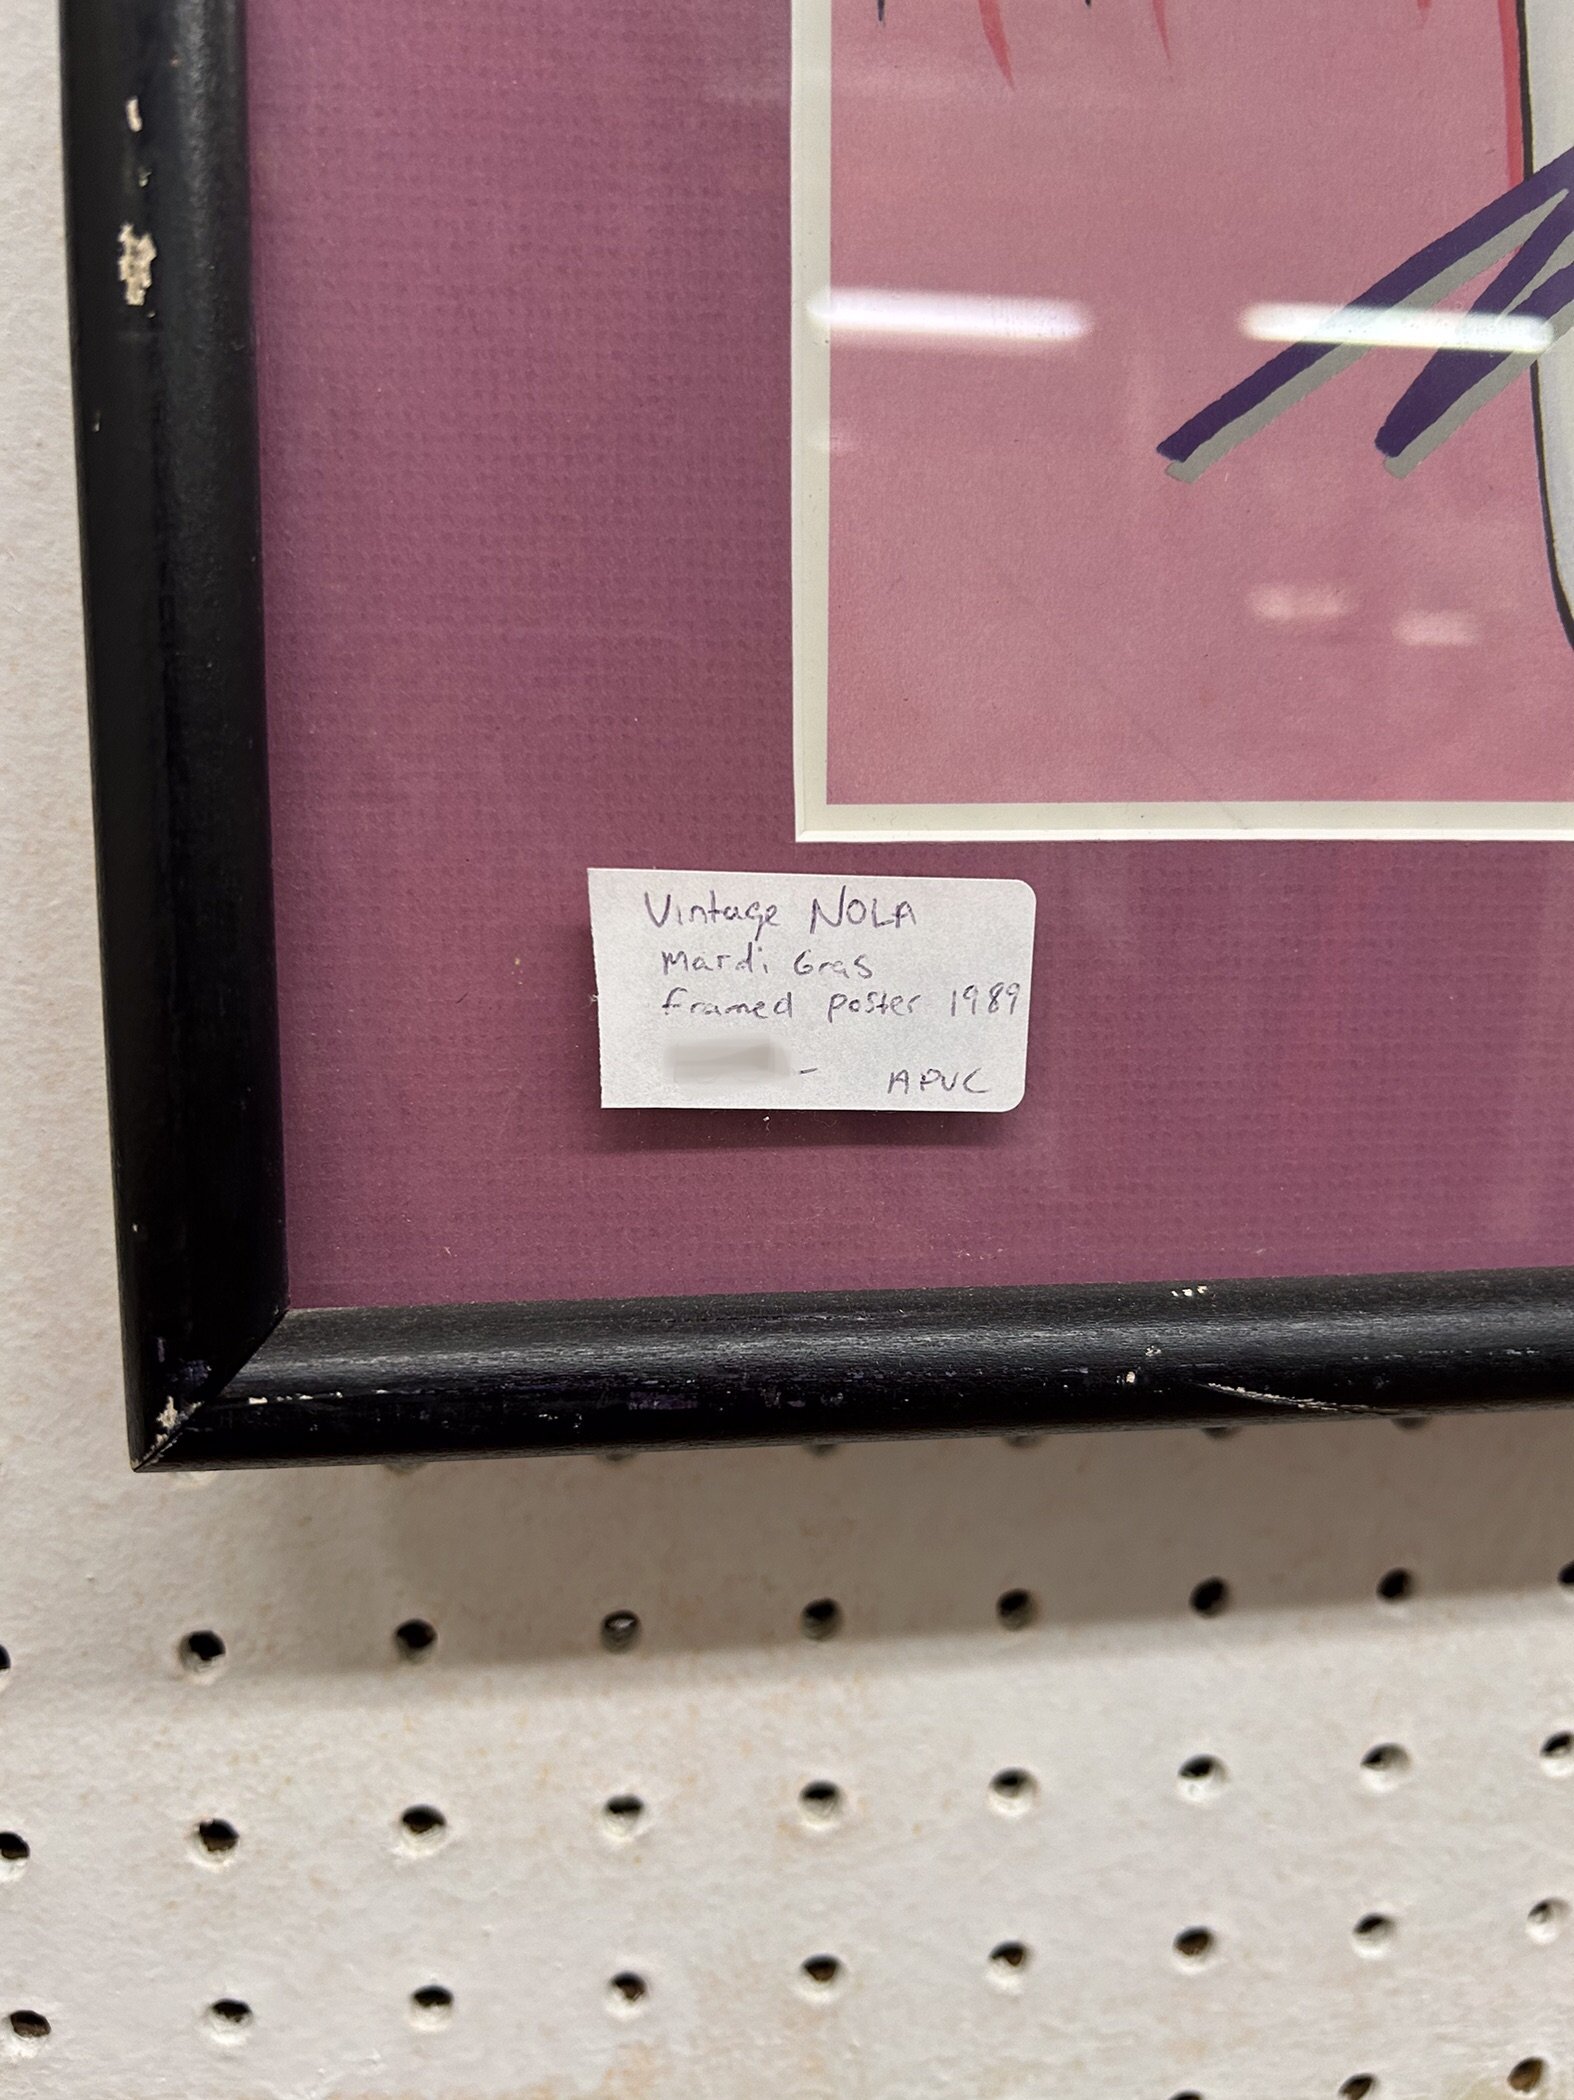 Vintage NOLA
Mardi Gras
framed poster 1989
- APVC